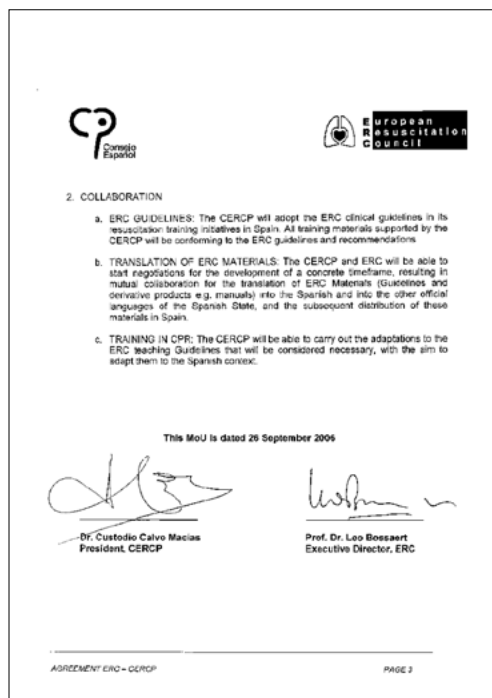 CP
Consejo
Español
European
Resuscitation
Council
2. COLLABORATION
a. ERC GUIDELINES: The CERCP will adopt the ERC clinical guidelines in its
resuscitation training initiatives in Spain. All training materials supported by the
CERCP will be conforming to the ERC guidelines and recommendations
b. TRANSLATION OF ERC MATERIALS: The CERCP and ERC will be able to
start negotiations for the development of a concrete timeframe, resulting in
mutual collaboration for the translation of ERC Materials (Guidelines and
derivative products e.g. manuals) into the Spanish and into the other official
languages of the Spanish State, and the subsequent distribution of these
materials in Spain.
c. TRAINING IN CPR: The CERCP will be able to carry out the adaptations to the
ERC teaching Guidelines that will be considered necessary, with the aim to
adapt them to the Spanish context.
This MoU is dated 26 September 2006
Dr. Custodio Calvo Macias
President, CERCP
Prof. Dr. Leo Bossaert
Executive Director, ERC
AGREEMENT ERC – CERCP
PAGE 3